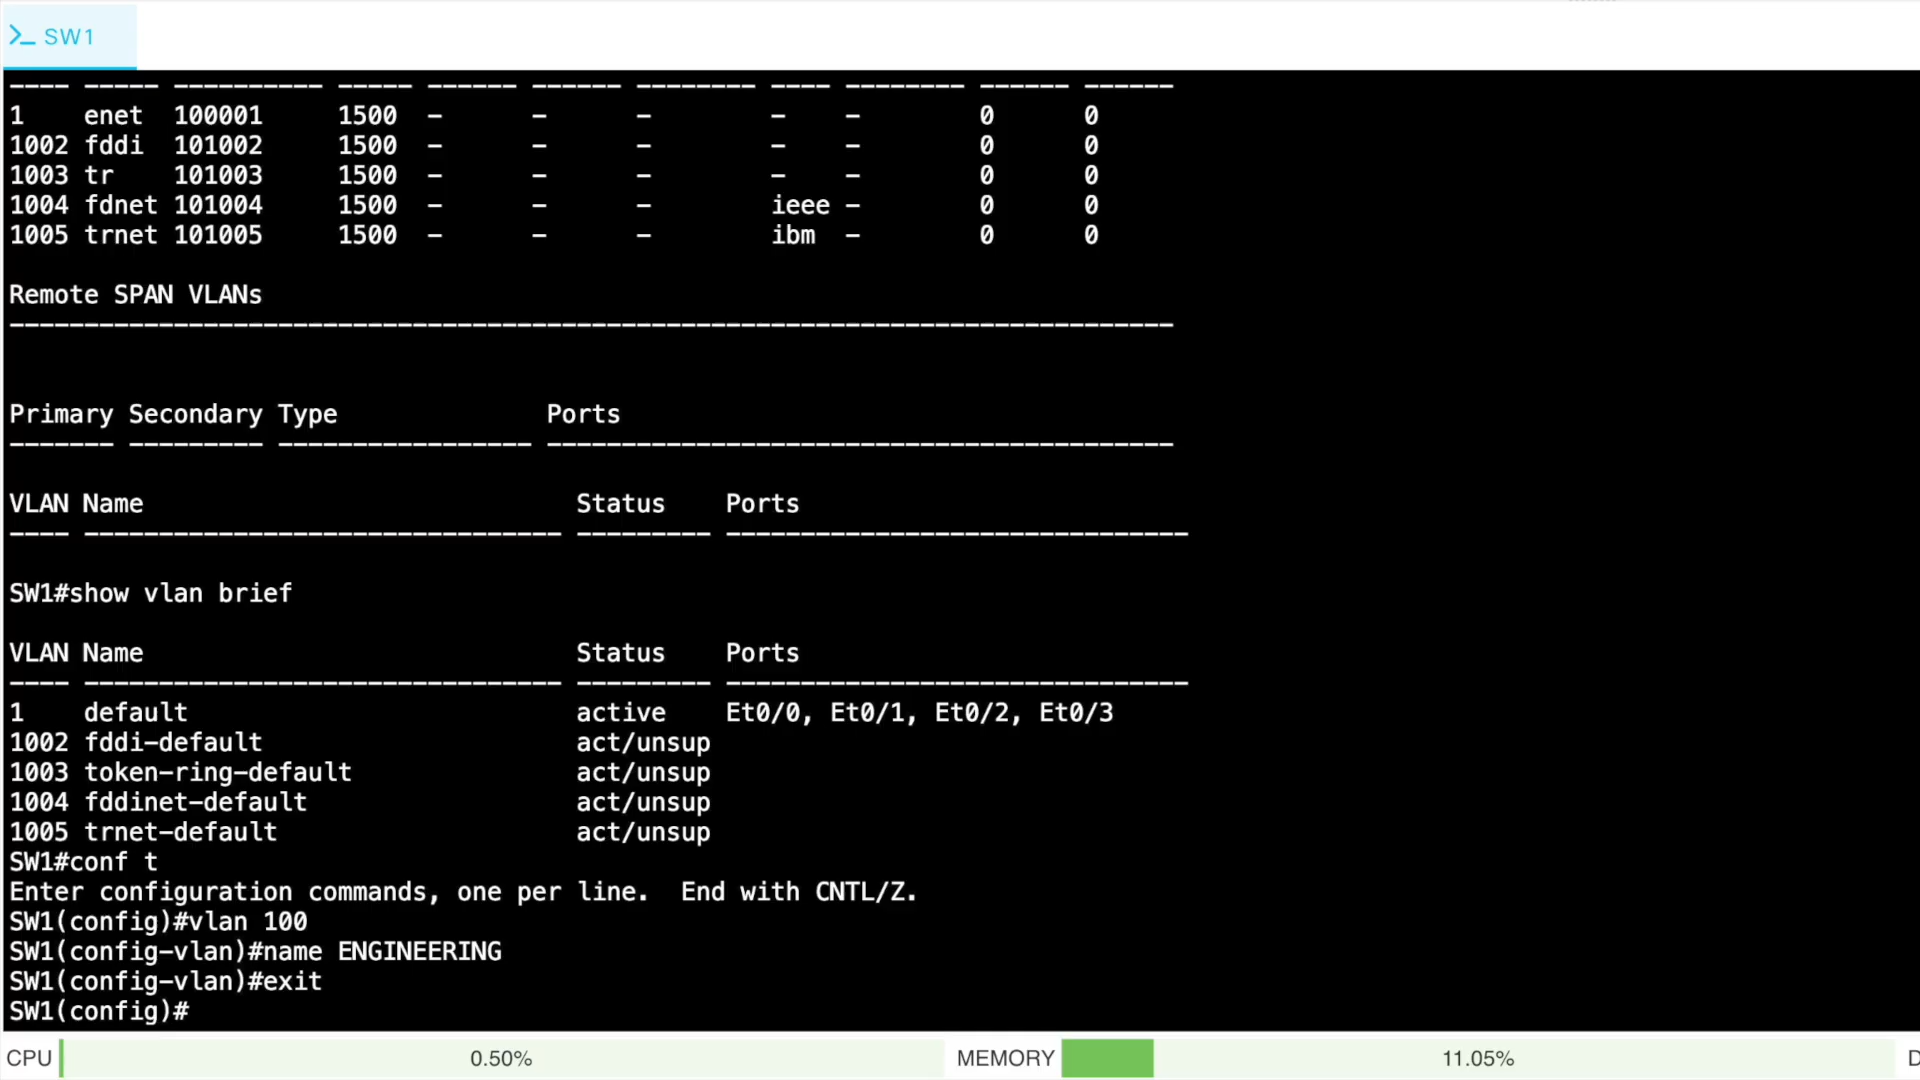 SW1
---- ----- ---------- ----- ------ ------ -------- ---- -------- ------ ------
1    enet  100001     1500  -      -      -        -    -        0      0
1002 fddi  101002     1500  -      -      -        -    -        0      0
1003 tr    101003     1500  -      -      -        -    -        0      0
1004 fdnet 101004     1500  -      -      -        ieee -        0      0
1005 trnet 101005     1500  -      -      -        ibm  -        0      0
Remote SPAN VLANs
------------------------------------------------------------------------------
Primary Secondary Type              Ports
------- --------- ----------------- ------------------------------------------
VLAN Name                             Status    Ports
---- -------------------------------- --------- -------------------------------
SW1#show vlan brief
VLAN Name                             Status    Ports
---- -------------------------------- --------- -------------------------------
1    default                          active    Et0/0, Et0/1, Et0/2, Et0/3
1002 fddi-default                     act/unsup
1003 token-ring-default               act/unsup
1004 fddinet-default                  act/unsup
1005 trnet-default                    act/unsup
SW1#conf t
Enter configuration commands, one per line.  End with CNTL/Z.
SW1(config)#vlan 100
SW1(config-vlan)#name ENGINEERING
SW1(config-vlan)#exit
SW1(config)#
CPU 0.50% MEMORY 11.05% D